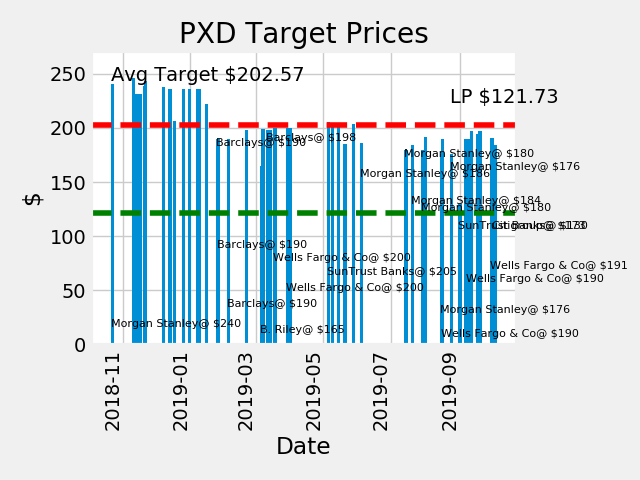 PXD Target Prices
Avg Target $202.57
LP $121.73
250
200
150
100
50
0
$
Barclays@ $198
Barclays@ $190
Morgan Stanley@ $180
Morgan Stanley@ $176
Morgan Stanley@ $186
Morgan Stanley@ $184
Morgan Stanley@ $180
SunTrust Banks@ $170
Barclays@ $190
Wells Fargo & Co@ $200
Wells Fargo & Co@ $191
SunTrust Banks@ $205
Wells Fargo & Co@ $190
Wells Fargo & Co@ $200
Barclays@ $190
Morgan Stanley@ $176
Morgan Stanley@ $240
B. Riley@ $165
Wells Fargo & Co@ $190
2018-11
2019-01
2019-03
2019-05
2019-07
2019-09
Date